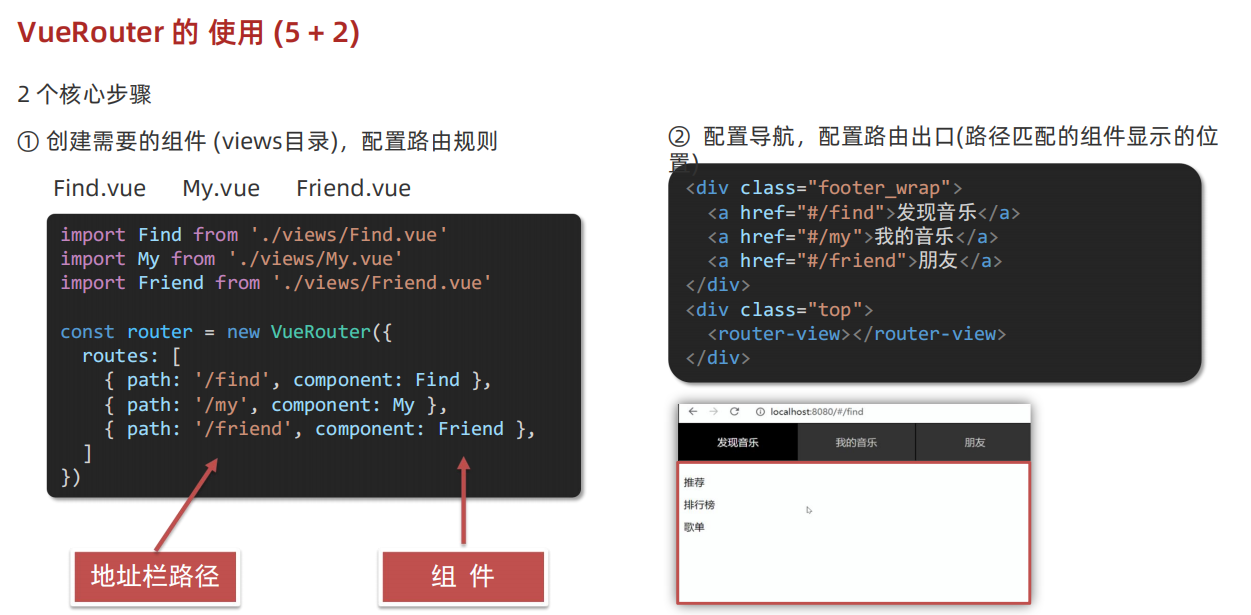 VueRouter 的 使用 (5 + 2)
2 个核心步骤
① 创建需要的组件 (views目录)，配置路由规则
Find.vue My.vue Friend.vue
import Find from './views/Find.vue'
import My from './views/My.vue'
import Friend from './views/Friend.vue'
const router = new VueRouter({
routes: [
{ path: '/find', component: Find },
{ path: '/my', component: My },
{ path: '/friend', component: Friend },
]
})
地址栏路径
组 件
② 配置导航，配置路由出口(路径匹配的组件显示的位
置)
<div class="footer_wrap">
<a href="#/find">发现音乐</a>
<a href="#/my">我的音乐</a>
<a href="#/friend">朋友</a>
</div>
<div class="top">
<router-view></router-view>
</div>
localhost:8080/#/find
发现音乐 我的音乐 朋友
推荐
排行榜
歌单